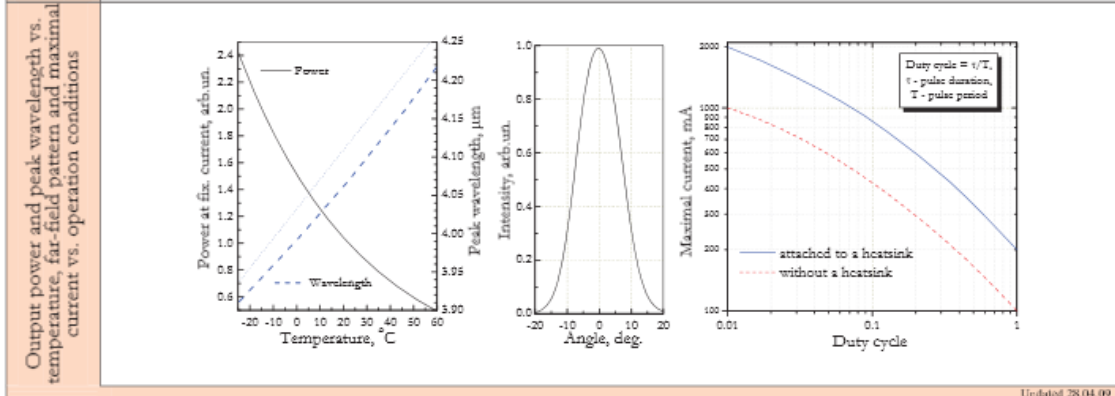 Output power and peak wavelength vs.
temperature, far-field pattern and maximal
current vs. operation conditions
Power at fix. current, arb.un.
2.4
2.2
2.0
1.8
1.6
1.4
1.2
1.0
0.8
0.6
Power
Wavelength
-20 -10 0 10 20 30 40 50 60
Temperature, °C
4.25
4.20
4.15
4.10
4.05
4.00
3.95
3.90
Peak wavelength, μm
Intensity, arb.un.
1.0
0.8
0.6
0.4
0.2
0.0
-20 -10 0 10 20
Angle, deg.
Maximal current, mA
2000
1000
900
800
700
600
500
400
300
200
100
Duty cycle = τ/T,
τ - pulse duration,
T - pulse period
attached to a heatsink
without a heatsink
0.01 0.1 1
Duty cycle
Updated 28.04.09